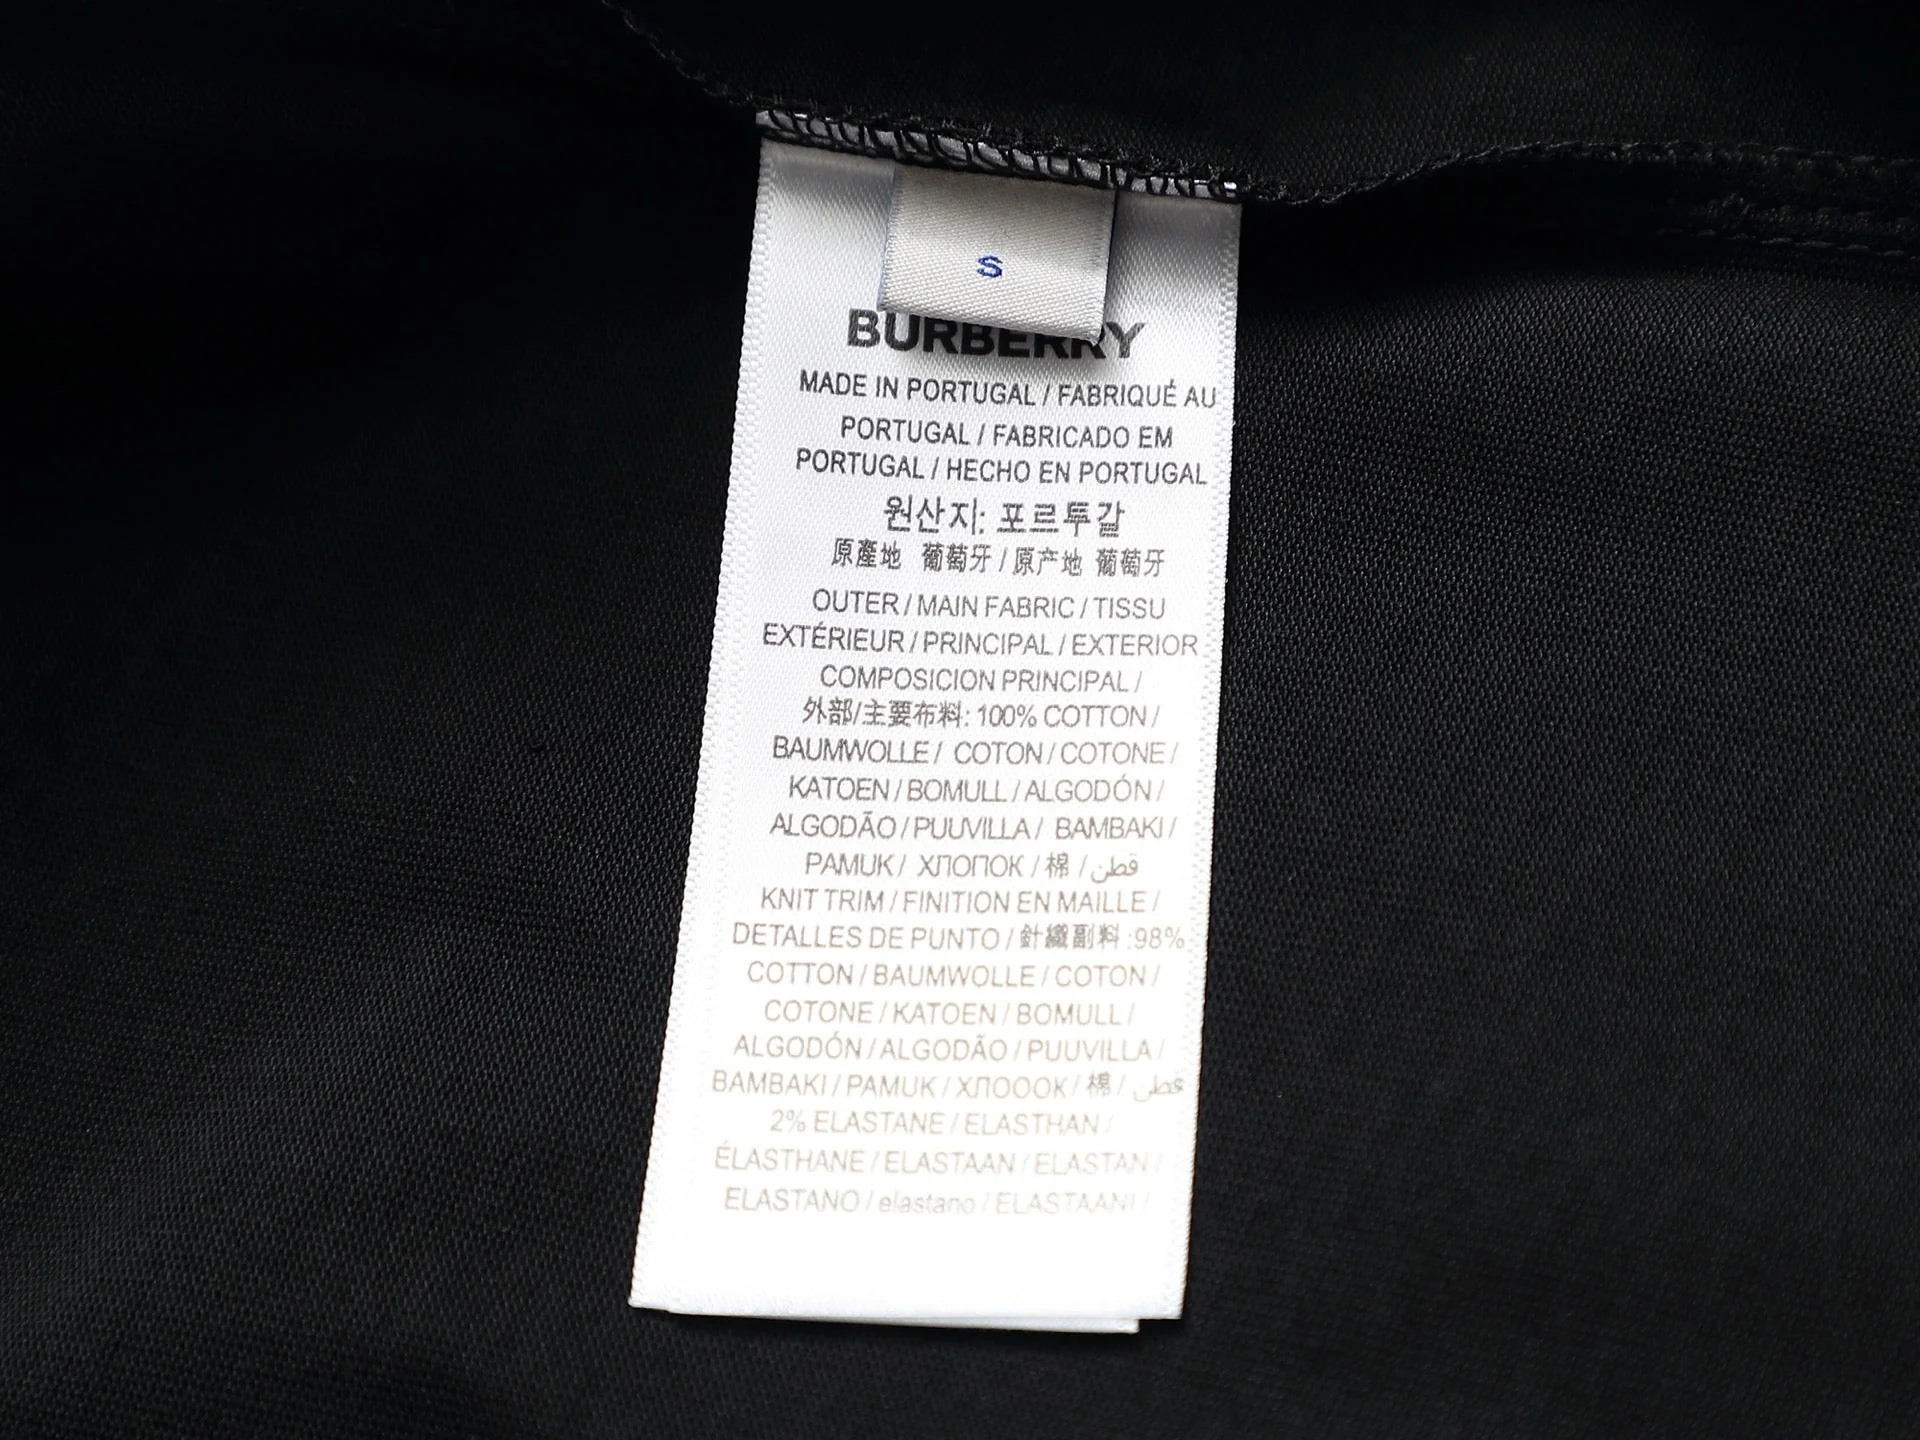 S
BURBERRY
MADE IN PORTUGAL / FABRIQUÉ AU
PORTUGAL / FABRICADO EM
PORTUGAL / HECHO EN PORTUGAL
원산지: 포르투갈
原產地 葡萄牙 / 原产地 葡萄牙
OUTER / MAIN FABRIC / TISSU
EXTÉRIEUR / PRINCIPAL / EXTERIOR
COMPOSICION PRINCIPAL /
外部/主要布料: 100% COTTON /
BAUMWOLLE / COTON / COTONE /
KATOEN / BOMULL / ALGODÓN /
ALGODÃO / PUUVILLA / BAMBAKI /
PAMUK / ХЛОПОК / 棉 / قطن
KNIT TRIM / FINITION EN MAILLE /
DETALLES DE PUNTO / 針織副料 :98%
COTTON / BAUMWOLLE / COTON /
COTONE / KATOEN / BOMULL /
ALGODÓN / ALGODÃO / PUUVILLA /
BAMBAKI / PAMUK / ХЛОООК / 棉 / قطن
2% ELASTANE / ELASTHAN /
ÉLASTHANE / ELASTAAN / ELASTAN /
ELASTANO / elastano / ELASTAANI /